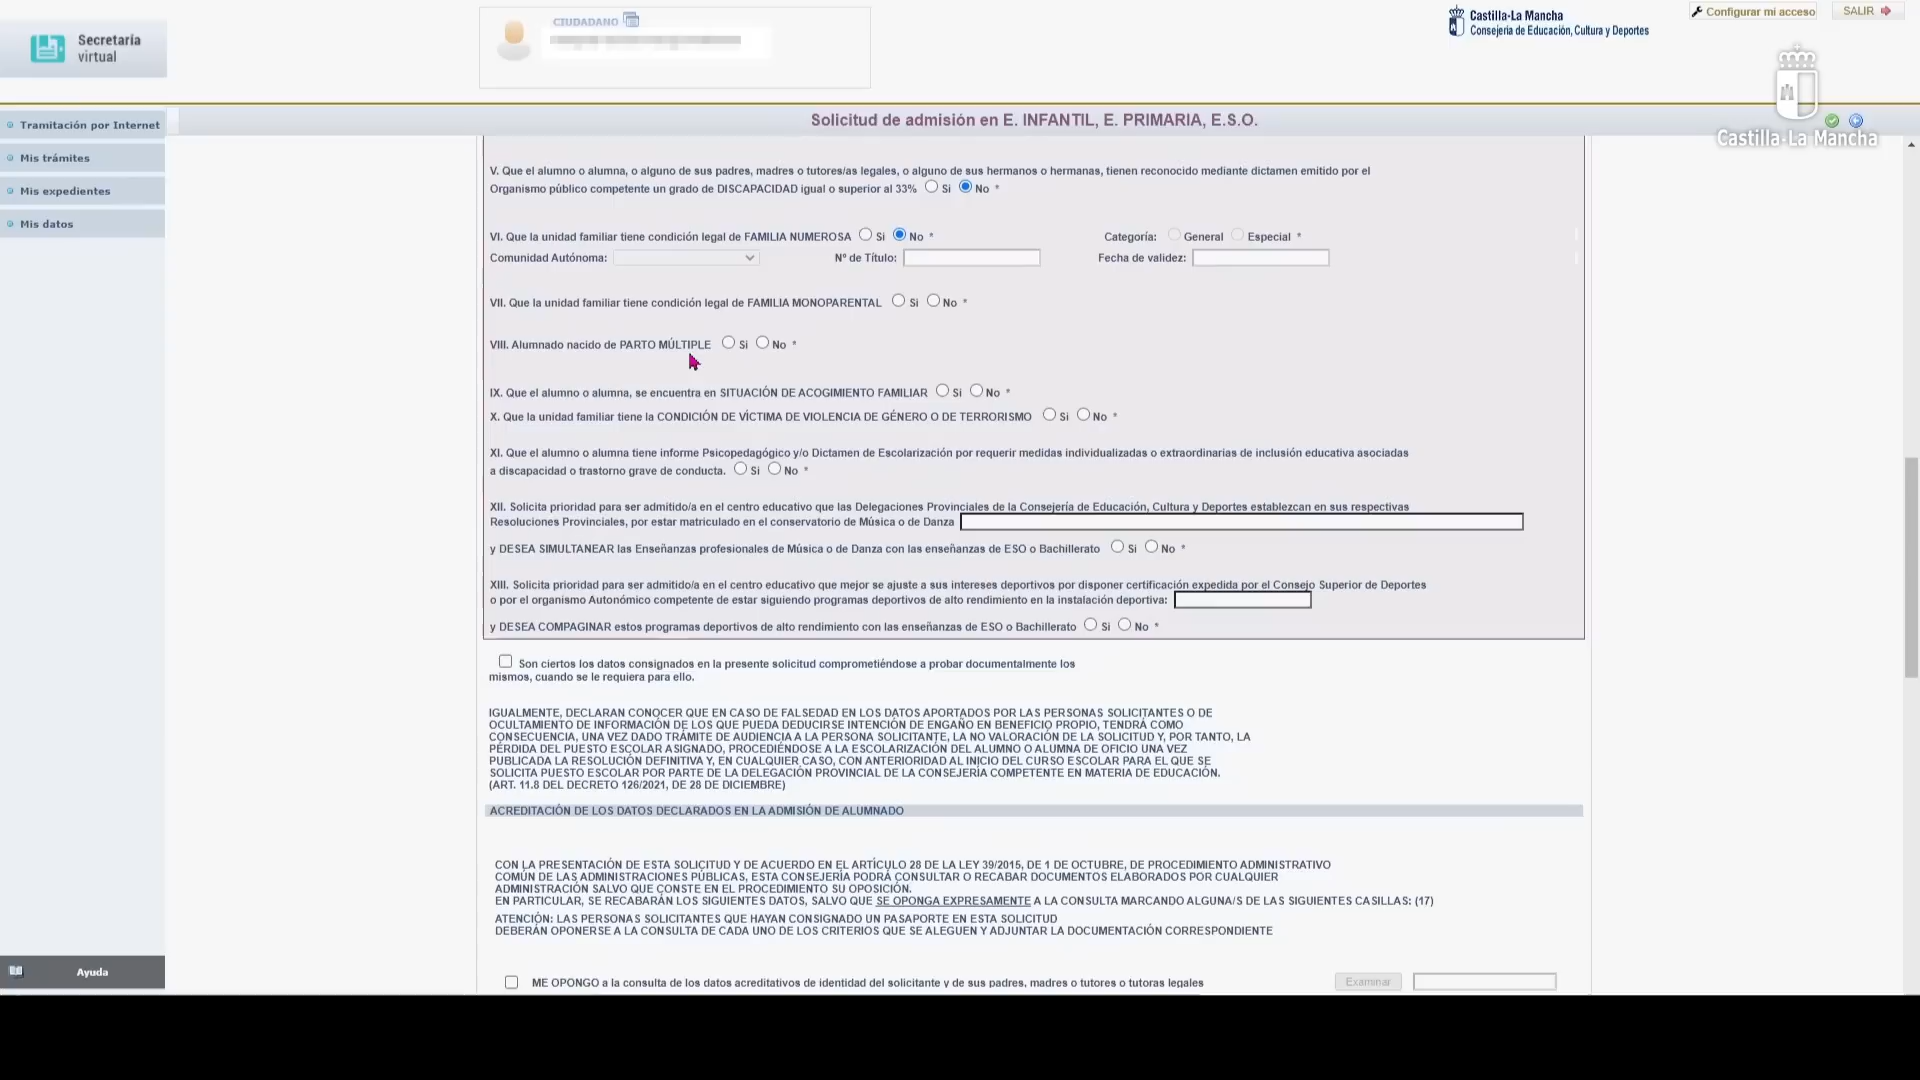 Secretaría
virtual
CIUDADANO
Castilla-La Mancha
Consejería de Educación, Cultura y Deportes
Configurar mi acceso
SALIR
Castilla-La Mancha
Tramitación por Internet
Mis trámites
Mis expedientes
Mis datos
Ayuda
Solicitud de admisión en E. INFANTIL, E. PRIMARIA, E.S.O.
V. Que el alumno o alumna, o alguno de sus padres, madres o tutores/as legales, o alguno de sus hermanos o hermanas, tienen reconocido mediante dictamen emitido por el
Organismo público competente un grado de DISCAPACIDAD igual o superior al 33% Si No *
VI. Que la unidad familiar tiene condición legal de FAMILIA NUMEROSA Si No * Categoría: General Especial *
Comunidad Autónoma: Nº de Título: Fecha de validez:
VII. Que la unidad familiar tiene condición legal de FAMILIA MONOPARENTAL Si No *
VIII. Alumnado nacido de PARTO MÚLTIPLE Si No *
IX. Que el alumno o alumna, se encuentra en SITUACIÓN DE ACOGIMIENTO FAMILIAR Si No *
X. Que la unidad familiar tiene la CONDICIÓN DE VÍCTIMA DE VIOLENCIA DE GÉNERO O DE TERRORISMO Si No *
XI. Que el alumno o alumna tiene informe Psicopedagógico y/o Dictamen de Escolarización por requerir medidas individualizadas o extraordinarias de inclusión educativa asociadas
a discapacidad o trastorno grave de conducta. Si No *
XII. Solicita prioridad para ser admitido/a en el centro educativo que las Delegaciones Provinciales de la Consejería de Educación, Cultura y Deportes establezcan en sus respectivas
Resoluciones Provinciales, por estar matriculado en el conservatorio de Música o de Danza
y DESEA SIMULTANEAR las Enseñanzas profesionales de Música o de Danza con las enseñanzas de ESO o Bachillerato Si No *
XIII. Solicita prioridad para ser admitido/a en el centro educativo que mejor se ajuste a sus intereses deportivos por disponer certificación expedida por el Consejo Superior de Deportes
o por el organismo Autonómico competente de estar siguiendo programas deportivos de alto rendimiento en la instalación deportiva:
y DESEA COMPAGINAR estos programas deportivos de alto rendimiento con las enseñanzas de ESO o Bachillerato Si No *
Son ciertos los datos consignados en la presente solicitud comprometiéndose a probar documentalmente los
mismos, cuando se le requiera para ello.
IGUALMENTE, DECLARAN CONOCER QUE EN CASO DE FALSEDAD EN LOS DATOS APORTADOS POR LAS PERSONAS SOLICITANTES O DE
OCULTAMIENTO DE INFORMACIÓN DE LOS QUE PUEDA DEDUCIRSE INTENCIÓN DE ENGAÑO EN BENEFICIO PROPIO, TENDRÁ COMO
CONSECUENCIA, UNA VEZ DADO TRÁMITE DE AUDIENCIA A LA PERSONA SOLICITANTE, LA NO VALORACIÓN DE LA SOLICITUD Y, POR TANTO, LA
PÉRDIDA DEL PUESTO ESCOLAR ASIGNADO, PROCEDIÉNDOSE A LA ESCOLARIZACIÓN DEL ALUMNO O ALUMNA DE OFICIO UNA VEZ
PUBLICADA LA RESOLUCIÓN DEFINITIVA Y, EN CUALQUIER CASO, CON ANTERIORIDAD AL INICIO DEL CURSO ESCOLAR PARA EL QUE SE
SOLICITA PUESTO ESCOLAR POR PARTE DE LA DELEGACIÓN PROVINCIAL DE LA CONSEJERÍA COMPETENTE EN MATERIA DE EDUCACIÓN.
(ART. 11.8 DEL DECRETO 126/2021, DE 28 DE DICIEMBRE)
ACREDITACIÓN DE LOS DATOS DECLARADOS EN LA ADMISIÓN DE ALUMNADO
CON LA PRESENTACIÓN DE ESTA SOLICITUD Y DE ACUERDO EN EL ARTÍCULO 28 DE LA LEY 39/2015, DE 1 DE OCTUBRE, DE PROCEDIMIENTO ADMINISTRATIVO
COMÚN DE LAS ADMINISTRACIONES PÚBLICAS, ESTA CONSEJERÍA PODRÁ CONSULTAR O RECABAR DOCUMENTOS ELABORADOS POR CUALQUIER
ADMINISTRACIÓN SALVO QUE CONSTE EN EL PROCEDIMIENTO SU OPOSICIÓN.
EN PARTICULAR, SE RECABARÁN LOS SIGUIENTES DATOS, SALVO QUE SE OPONGA EXPRESAMENTE A LA CONSULTA MARCANDO ALGUNA/S DE LAS SIGUIENTES CASILLAS: (17)
ATENCIÓN: LAS PERSONAS SOLICITANTES QUE HAYAN CONSIGNADO UN PASAPORTE EN ESTA SOLICITUD
DEBERÁN OPONERSE A LA CONSULTA DE CADA UNO DE LOS CRITERIOS QUE SE ALEGUEN Y ADJUNTAR LA DOCUMENTACIÓN CORRESPONDIENTE
ME OPONGO a la consulta de los datos acreditativos de identidad del solicitante y de sus padres, madres o tutores o tutoras legales Examinar